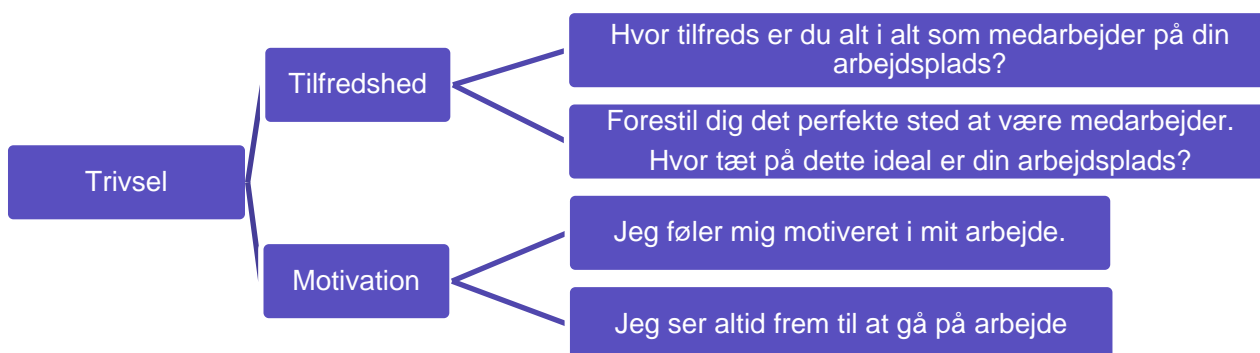 Trivsel
Tilfredshed
Hvor tilfreds er du alt i alt som medarbejder på din
arbejdsplads?
Forestil dig det perfekte sted at være medarbejder.
Hvor tæt på dette ideal er din arbejdsplads?
Motivation
Jeg føler mig motiveret i mit arbejde.
Jeg ser altid frem til at gå på arbejde